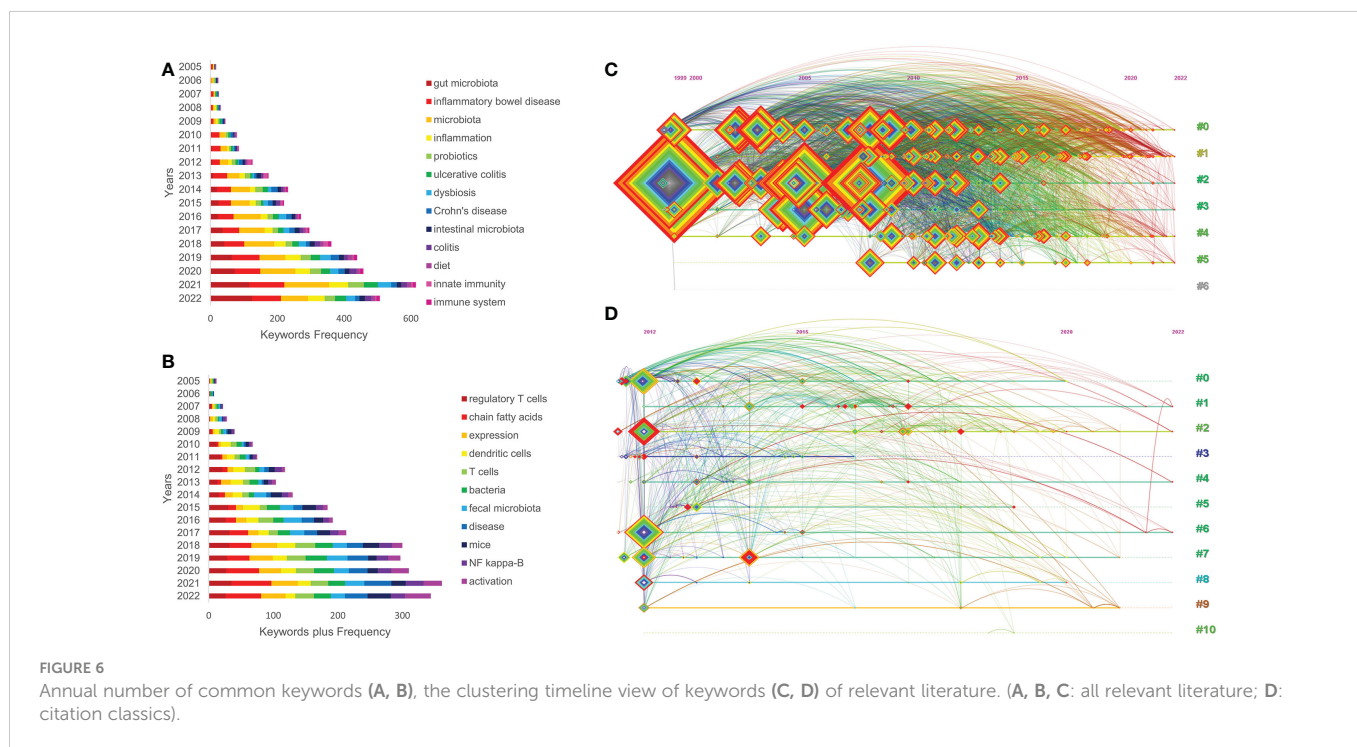 A
2005
2006
2007
2008
2009
2010
2011
2012
2013
2014
2015
2016
2017
2018
2019
2020
2021
2022
Years
0 200 400 600
Keywords Frequency
gut microbiota
inflammatory bowel disease
microbiota
inflammation
probiotics
ulcerative colitis
dysbiosis
Crohn's disease
intestinal microbiota
colitis
diet
innate immunity
immune system
B
2005
2006
2007
2008
2009
2010
2011
2012
2013
2014
2015
2016
2017
2018
2019
2020
2021
2022
Years
0 100 200 300
Keywords plus Frequency
regulatory T cells
chain fatty acids
expression
dendritic cells
T cells
bacteria
fecal microbiota
disease
mice
NF kappa-B
activation
C
1999 2000 2005 2010 2015 2020 2022
#0
#1
#2
#3
#4
#5
#6
D
2012 2015 2020 2022
#0
#1
#2
#3
#4
#5
#6
#7
#8
#9
#10
FIGURE 6
Annual number of common keywords (A, B), the clustering timeline view of keywords (C, D) of relevant literature. (A, B, C: all relevant literature; D:
citation classics).